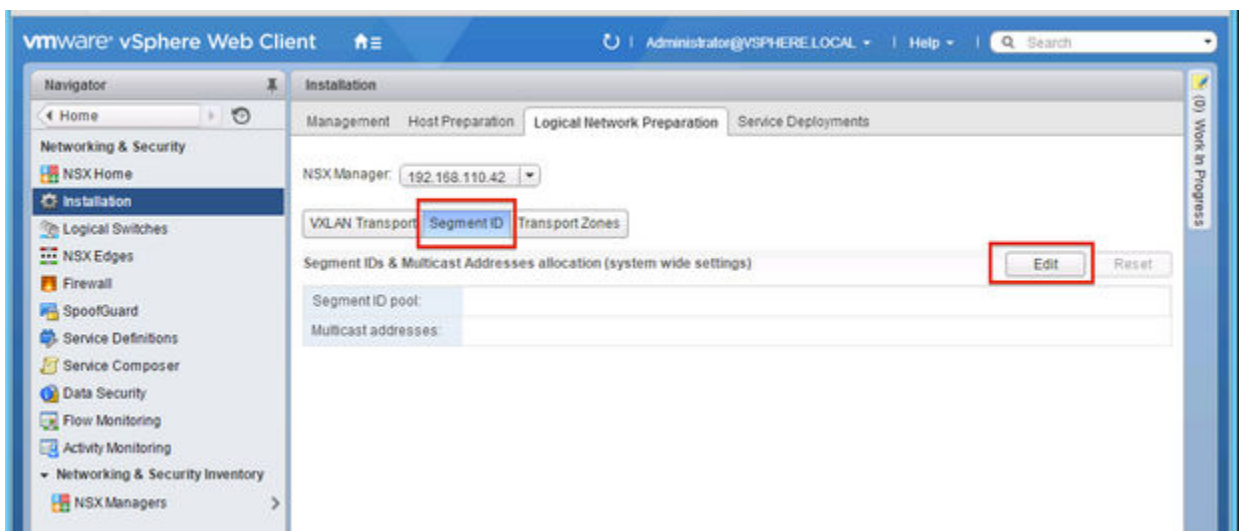 vmware vSphere Web Client
Administrator@VSPHERE.LOCAL
Help
Search
Navigator
Home
Networking & Security
NSX Home
Installation
Logical Switches
NSX Edges
Firewall
SpoofGuard
Service Definitions
Service Composer
Data Security
Flow Monitoring
Activity Monitoring
Networking & Security Inventory
NSX Managers
Installation
Management Host Preparation Logical Network Preparation Service Deployments
NSX Manager: 192.168.110.42
VXLAN Transport Segment ID Transport Zones
Segment IDs & Multicast Addresses allocation (system wide settings) Edit Reset
Segment ID pool:
Multicast addresses:
(0) Work In Progress